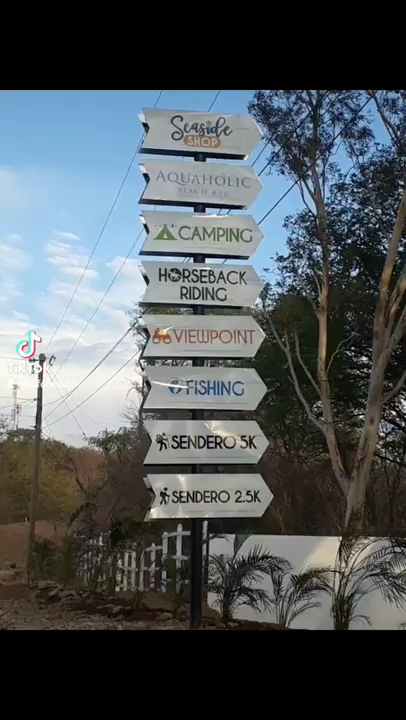 Seaside
SHOP
AQUAHOLIC
BEACH BAR
CAMPING
HORSEBACK
RIDING
VIEWPOINT
FISHING
SENDERO 5K
SENDERO 2.5K
TikTok